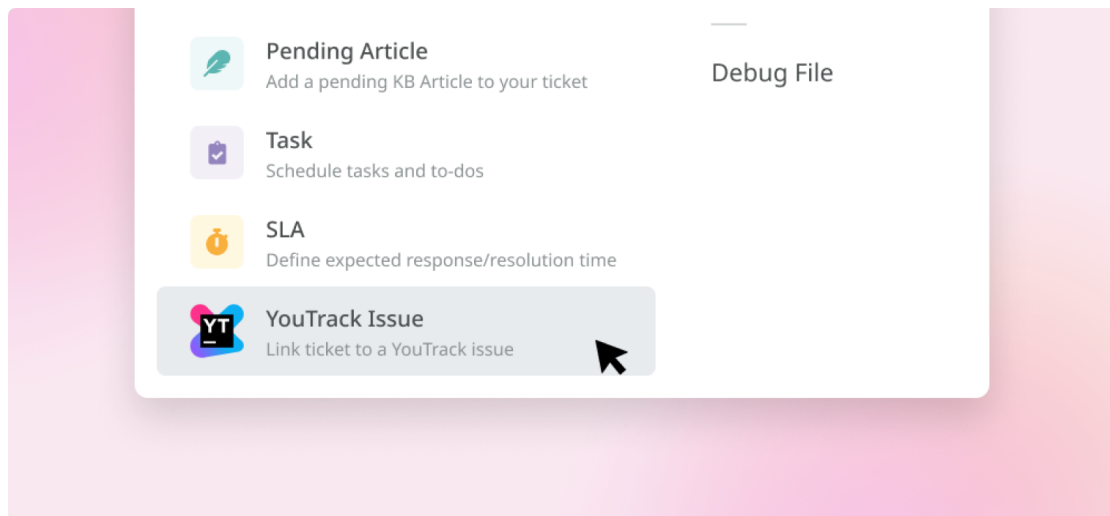 Pending Article
Add a pending KB Article to your ticket
Task
Schedule tasks and to-dos
SLA
Define expected response/resolution time
YT
YouTrack Issue
Link ticket to a YouTrack issue
Debug File